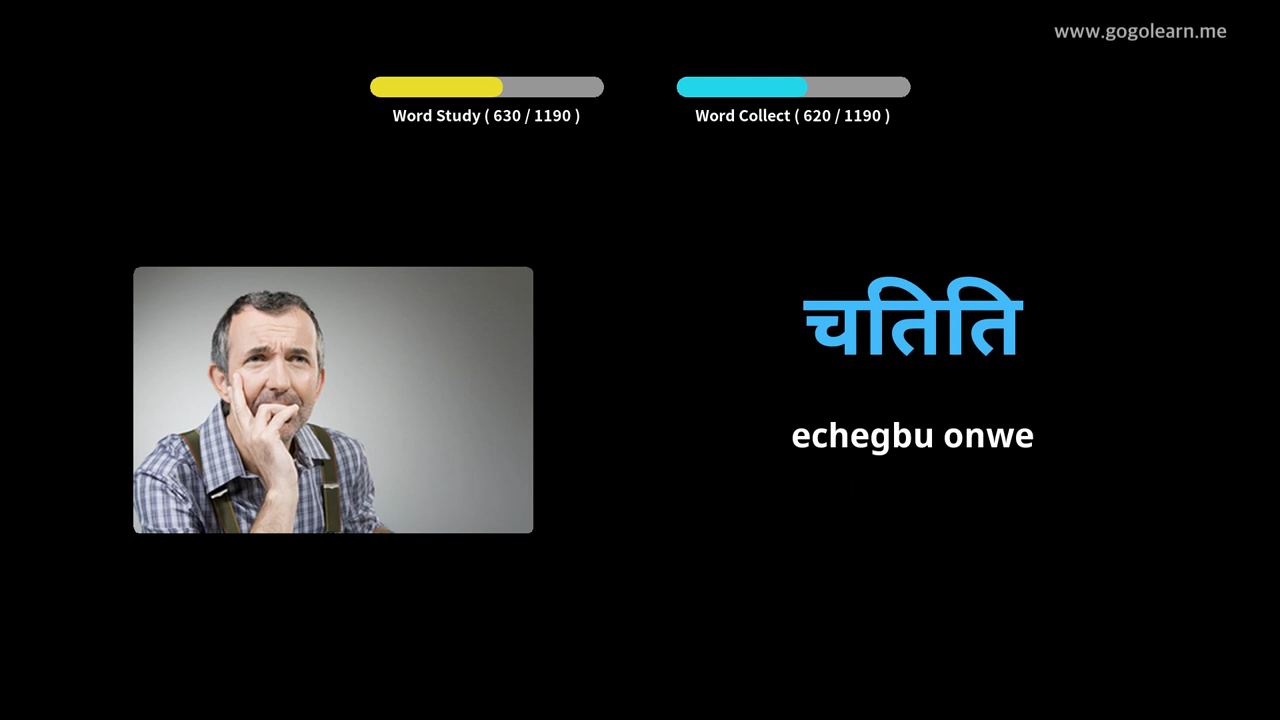 www.gogolearn.me
Word Study ( 630 / 1190 )
Word Collect ( 620 / 1190 )
चतिति
echegbu onwe